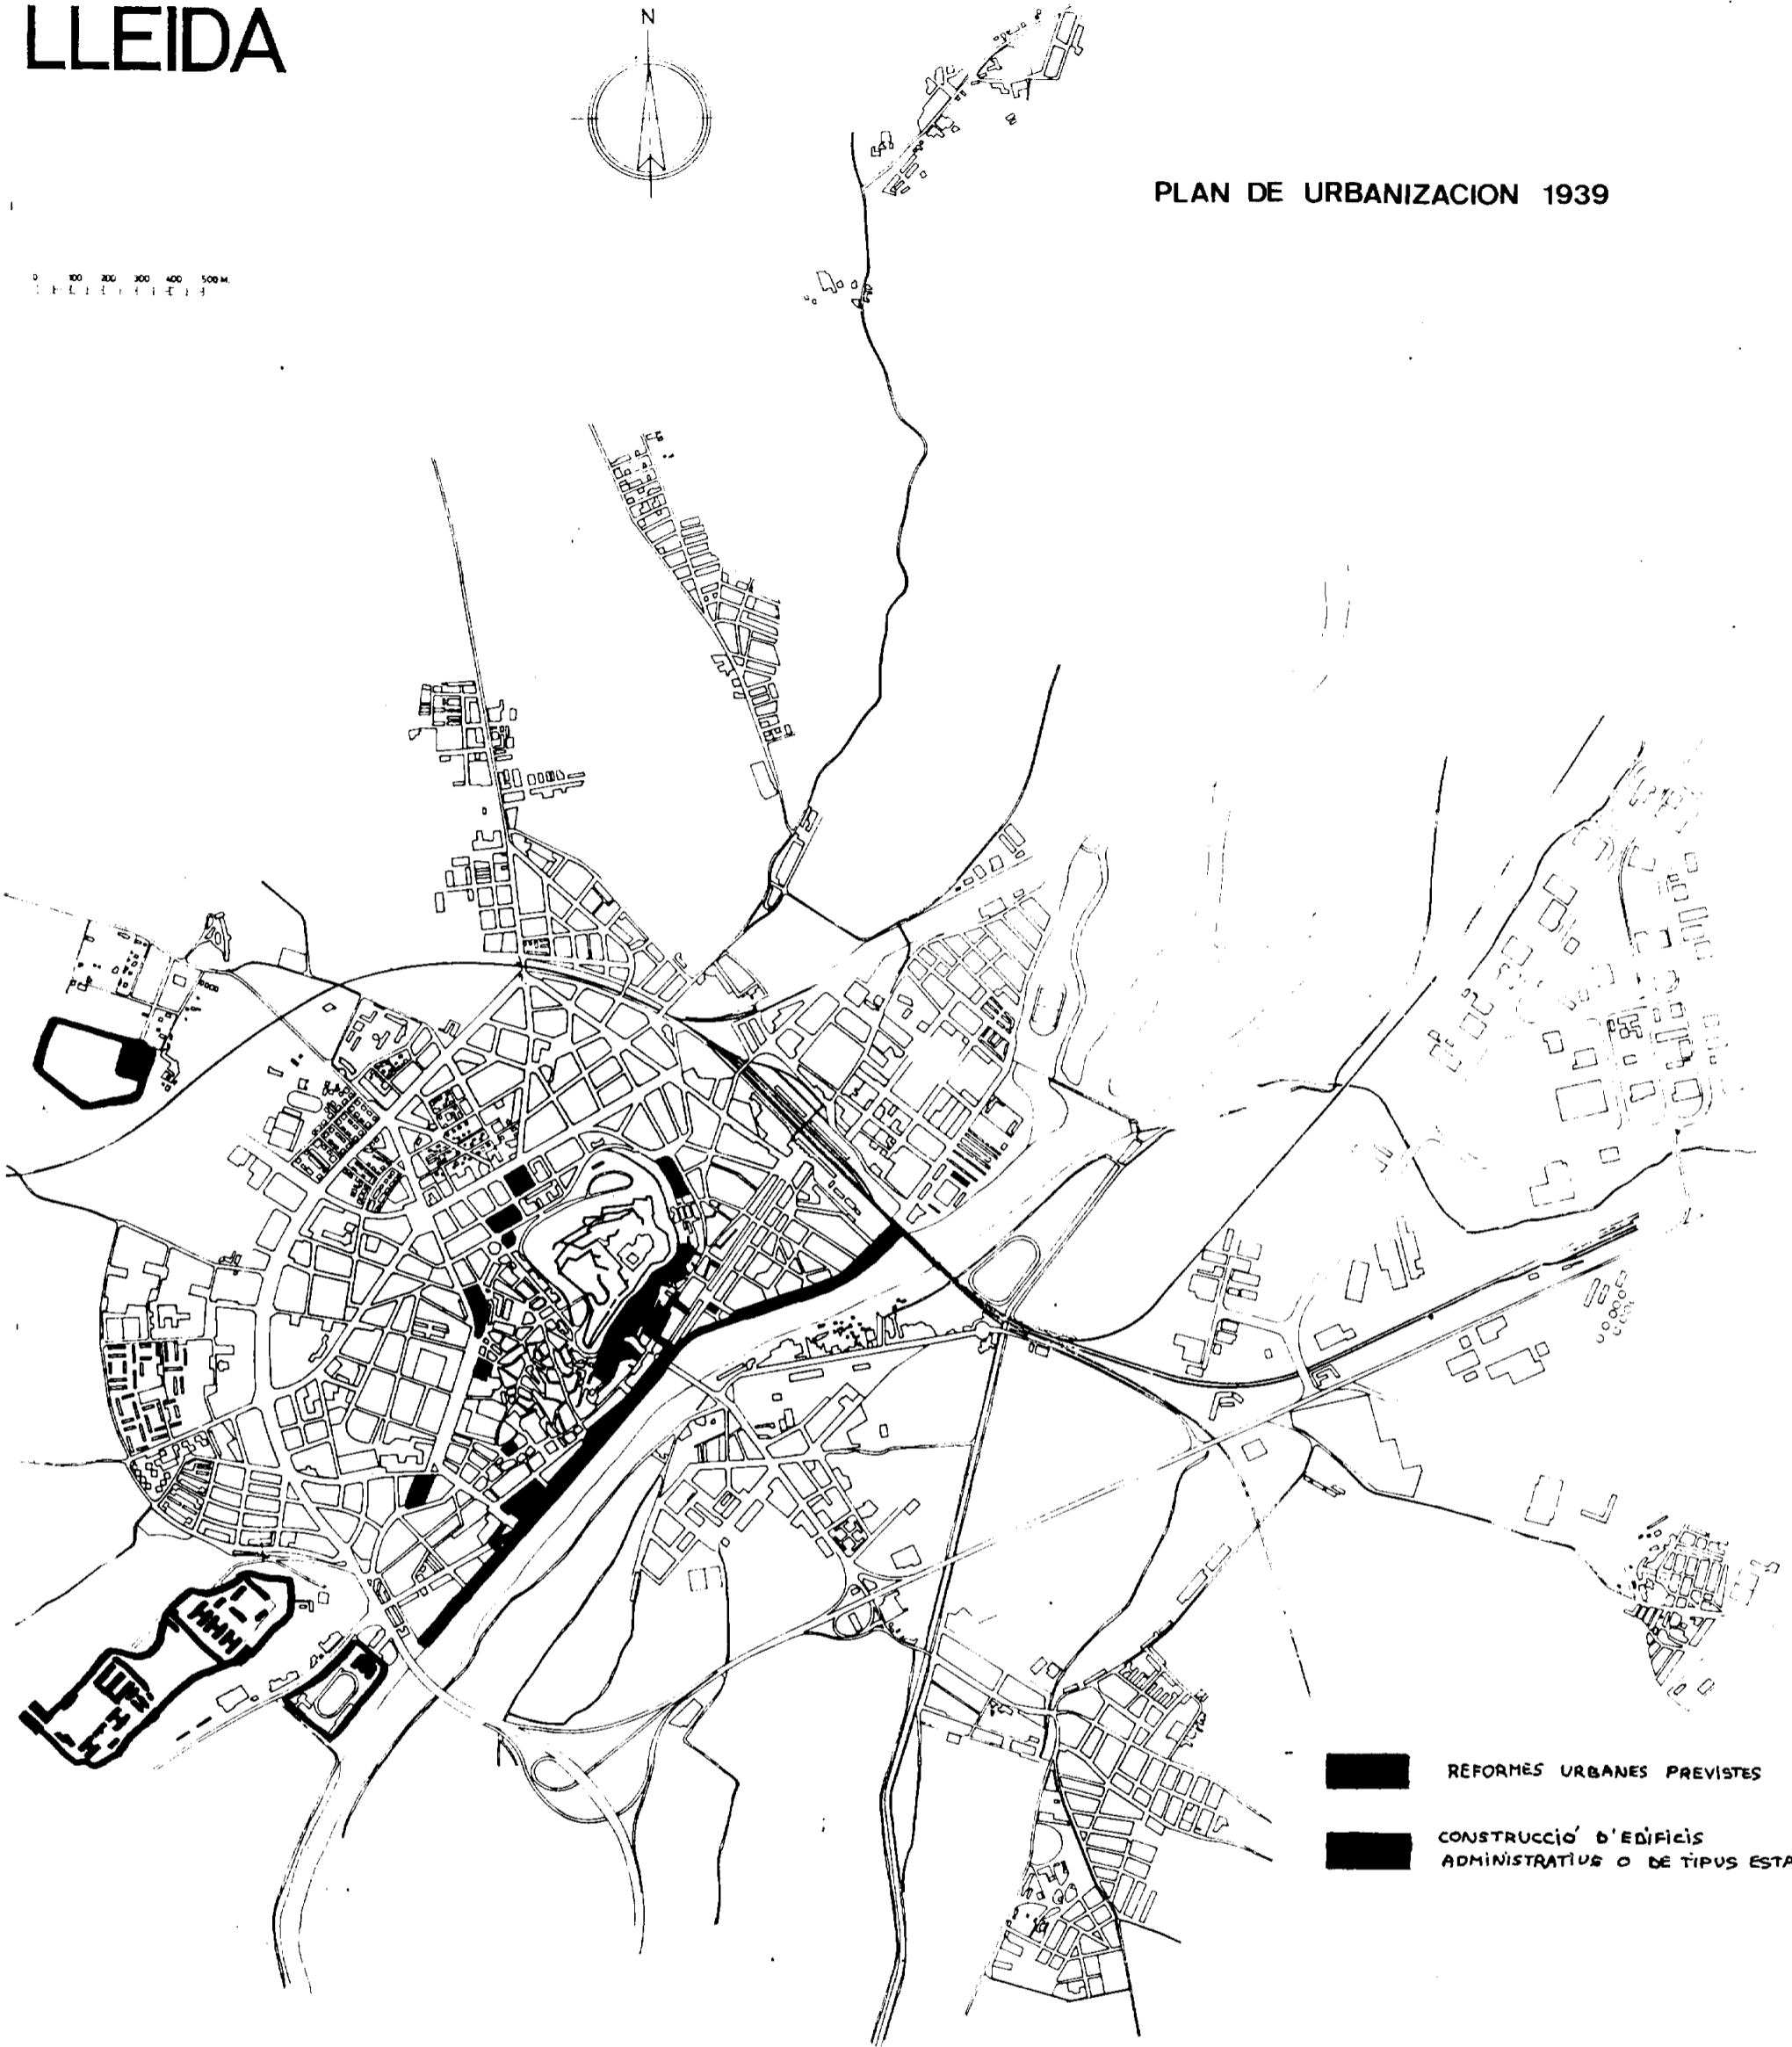 LLEIDA
N
PLAN DE URBANIZACION 1939
0 100 200 300 400 500 M.
REFORMES URBANES PREVISTES
CONSTRUCCIÓ D'EDIFICIS
ADMINISTRATIUS O DE TIPUS ESTA